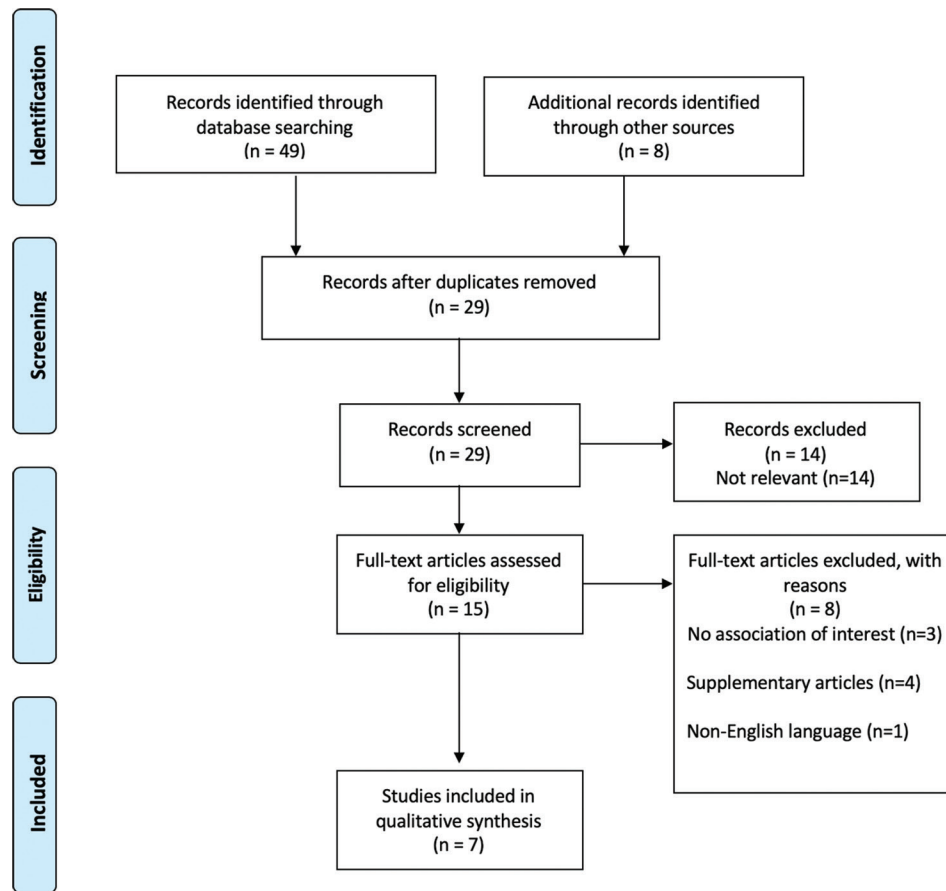 Identification
Records identified through
database searching
(n = 49)
Additional records identified
through other sources
(n = 8)
Screening
Records after duplicates removed
(n = 29)
Records screened
(n = 29)
Records excluded
(n = 14)
Not relevant (n=14)
Eligibility
Full-text articles assessed
for eligibility
(n = 15)
Full-text articles excluded, with
reasons
(n = 8)
No association of interest (n=3)
Supplementary articles (n=4)
Non-English language (n=1)
Included
Studies included in
qualitative synthesis
(n = 7)